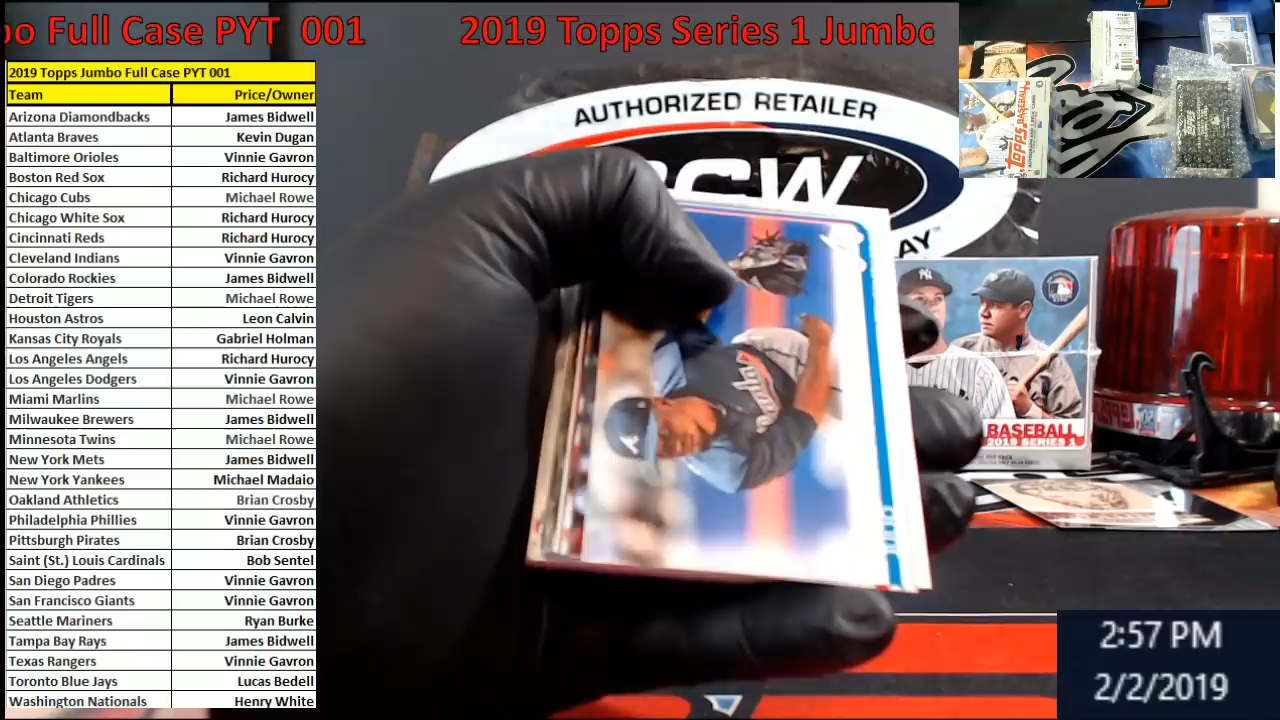 oo Full Case PYT 001 2019 Topps Series 1 Jumbo
2019 Topps Jumbo Full Case PYT 001
Team Price/Owner
Arizona Diamondbacks James Bidwell
Atlanta Braves Kevin Dugan
Baltimore Orioles Vinnie Gavron
Boston Red Sox Richard Hurocy
Chicago Cubs Michael Rowe
Chicago White Sox Richard Hurocy
Cincinnati Reds Richard Hurocy
Cleveland Indians Vinnie Gavron
Colorado Rockies James Bidwell
Detroit Tigers Michael Rowe
Houston Astros Leon Calvin
Kansas City Royals Gabriel Holman
Los Angeles Angels Richard Hurocy
Los Angeles Dodgers Vinnie Gavron
Miami Marlins Michael Rowe
Milwaukee Brewers James Bidwell
Minnesota Twins Michael Rowe
New York Mets James Bidwell
New York Yankees Michael Madaio
Oakland Athletics Brian Crosby
Philadelphia Phillies Vinnie Gavron
Pittsburgh Pirates Brian Crosby
Saint (St.) Louis Cardinals Bob Sentel
San Diego Padres Vinnie Gavron
San Francisco Giants Vinnie Gavron
Seattle Mariners Ryan Burke
Tampa Bay Rays James Bidwell
Texas Rangers Vinnie Gavron
Toronto Blue Jays Lucas Bedell
Washington Nationals Henry White
AUTHORIZED RETAILER
BCW
AY™
BASEBALL
2019 SERIES 1
Topps BASEBALL
2:57 PM
2/2/2019